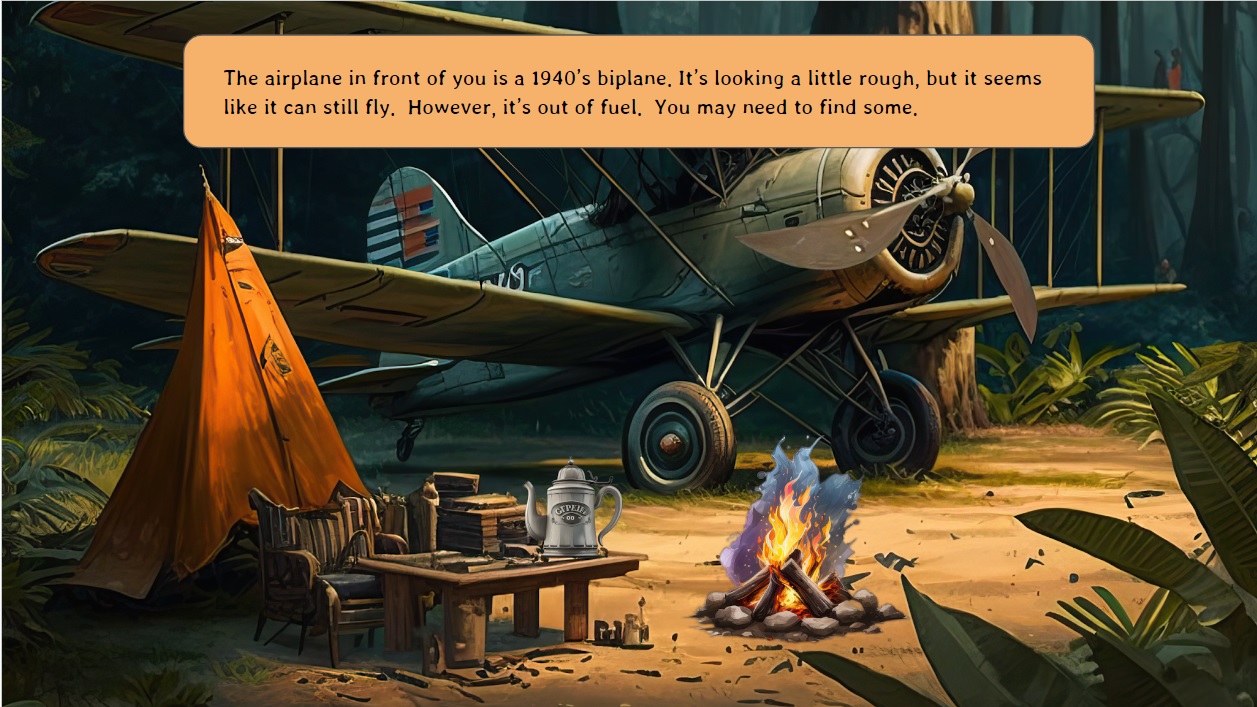 The airplane in front of you is a 1940's biplane. It's looking a little rough, but it seems
like it can still fly.  However, it's out of fuel.  You may need to find some.